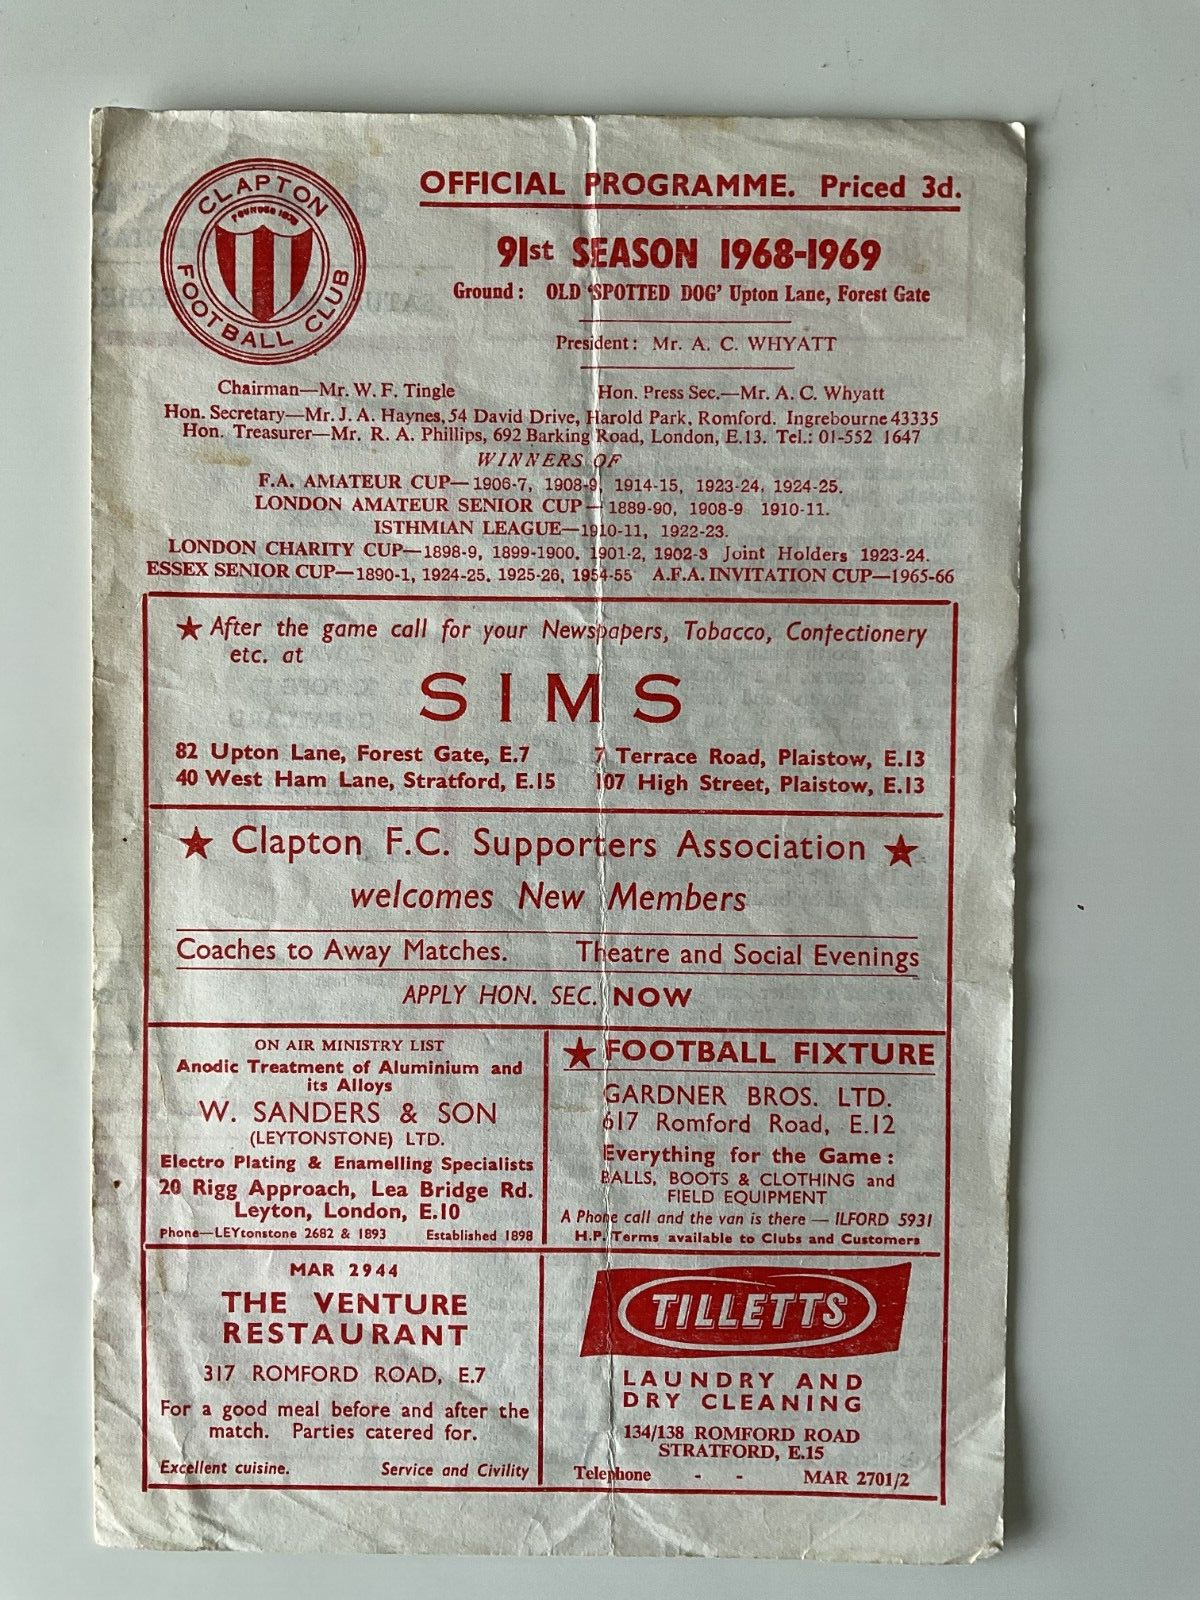 CLAPTON
FOUNDED 1878
FOOTBALL CLUB
OFFICIAL PROGRAMME. Priced 3d.
91st SEASON 1968-1969
Ground: OLD 'SPOTTED DOG' Upton Lane, Forest Gate
President: Mr. A. C. WHYATT
Chairman—Mr. W. F. Tingle Hon. Press Sec.—Mr. A. C. Whyatt
Hon. Secretary—Mr. J. A. Haynes, 54 David Drive, Harold Park, Romford. Ingrebourne 43335
Hon. Treasurer—Mr. R. A. Phillips, 692 Barking Road, London, E.13. Tel.: 01-552 1647
WINNERS OF
F.A. AMATEUR CUP—1906-7, 1908-9, 1914-15, 1923-24, 1924-25.
LONDON AMATEUR SENIOR CUP—1889-90, 1908-9 1910-11.
ISTHMIAN LEAGUE—1910-11, 1922-23.
LONDON CHARITY CUP—1898-9, 1899-1900, 1901-2, 1902-3 Joint Holders 1923-24.
ESSEX SENIOR CUP—1890-1, 1924-25, 1925-26, 1954-55 A.F.A. INVITATION CUP—1965-66
★ After the game call for your Newspapers, Tobacco, Confectionery
etc. at
SIMS
82 Upton Lane, Forest Gate, E.7 7 Terrace Road, Plaistow, E.13
40 West Ham Lane, Stratford, E.15 107 High Street, Plaistow, E.13
★ Clapton F.C. Supporters Association ★
welcomes New Members
Coaches to Away Matches. Theatre and Social Evenings
APPLY HON. SEC. NOW
ON AIR MINISTRY LIST
Anodic Treatment of Aluminium and
its Alloys
W. SANDERS & SON
(LEYTONSTONE) LTD.
Electro Plating & Enamelling Specialists
20 Rigg Approach, Lea Bridge Rd.
Leyton, London, E.10
Phone—LEYtonstone 2682 & 1893 Established 1898
★ FOOTBALL FIXTURE
GARDNER BROS. LTD.
617 Romford Road, E.12
Everything for the Game:
BALLS, BOOTS & CLOTHING and
FIELD EQUIPMENT
A Phone call and the van is there — ILFORD 5931
H.P. Terms available to Clubs and Customers
MAR 2944
THE VENTURE
RESTAURANT
317 ROMFORD ROAD, E.7
For a good meal before and after the
match. Parties catered for.
Excellent cuisine. Service and Civility
TILLETTS
LAUNDRY AND
DRY CLEANING
134/138 ROMFORD ROAD
STRATFORD, E.15
Telephone - - MAR 2701/2